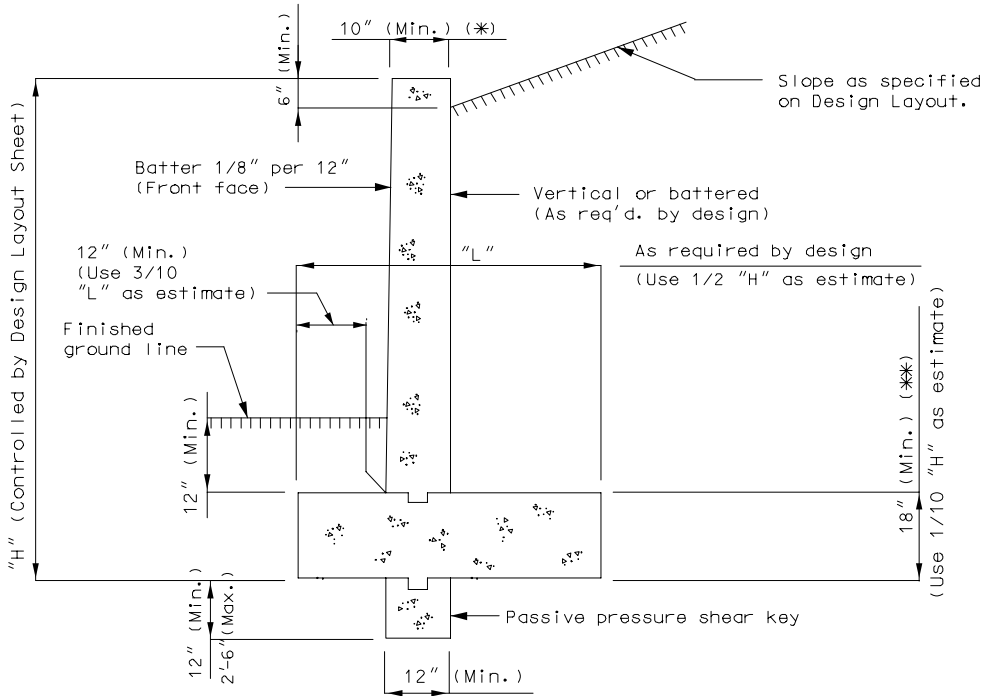 10" (Min.) (*)
6" (Min.)
Slope as specified
on Design Layout.
Batter 1/8" per 12"
(Front face)
Vertical or battered
(As req'd. by design)
12" (Min.)
(Use 3/10
"L" as estimate)
"L"
As required by design
(Use 1/2 "H" as estimate)
Finished
ground line
"H" (Controlled by Design Layout Sheet)
12" (Min.)
18" (Min.) (**)
(Use 1/10 "H" as estimate)
12" (Min.)
2'-6"(Max.)
Passive pressure shear key
12" (Min.)